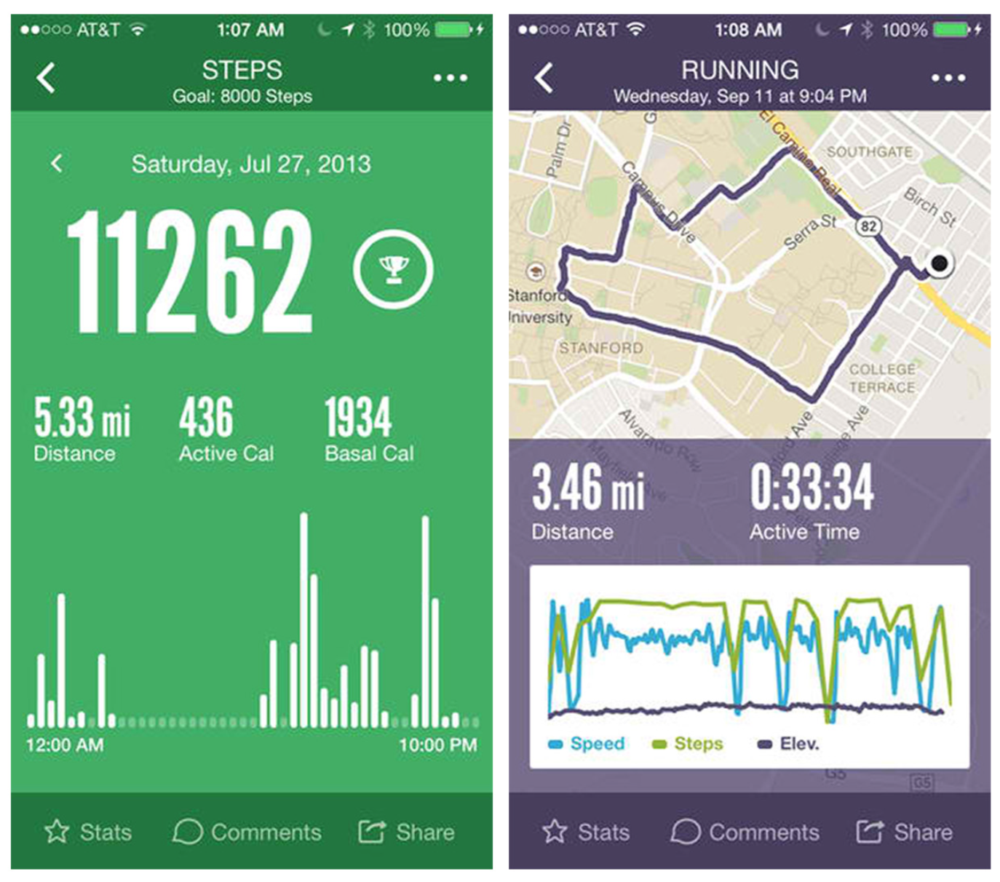 AT&T 1:07 AM 100%
STEPS
Goal: 8000 Steps
Saturday, Jul 27, 2013
11262
5.33 mi 436 1934
Distance Active Cal Basal Cal
12:00 AM 10:00 PM
Stats Comments Share
AT&T 1:08 AM 100%
RUNNING
Wednesday, Sep 11 at 9:04 PM
El Camino Real
Palm Dr
SOUTHGATE
Campus Drive
Birch St
Serra St
82
Stanford
University
STANFORD
COLLEGE
TERRACE
Alvarado Row
Mayfield Ave
3.46 mi 0:33:34
Distance Active Time
Speed Steps Elev.
G5
G5
Stats Comments Share